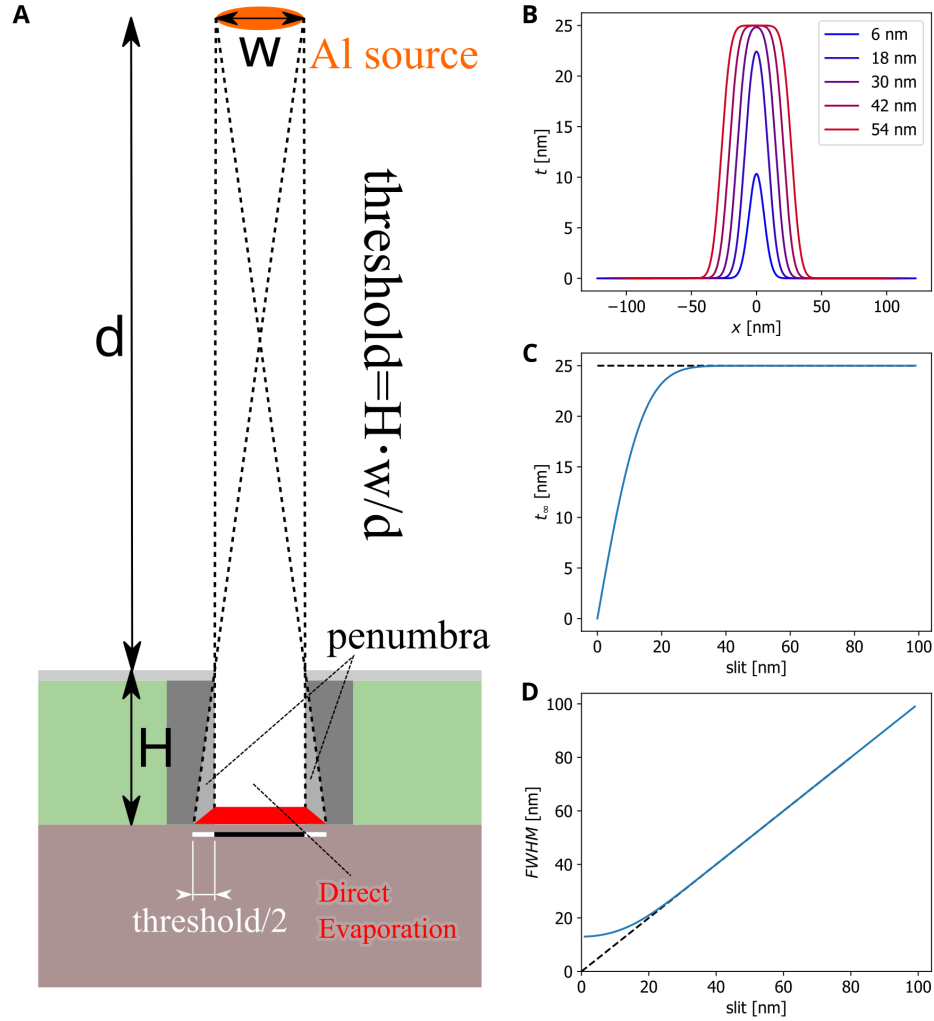 A
w
Al source
d
threshold=H·w/d
penumbra
H
Direct
Evaporation
threshold/2
B
25
20
15
10
5
0
t [nm]
6 nm
18 nm
30 nm
42 nm
54 nm
−100
−50
0
50
100
x [nm]
C
25
20
15
10
5
0
t∞ [nm]
0
20
40
60
80
100
slit [nm]
D
100
80
60
40
20
0
FWHM [nm]
0
20
40
60
80
100
slit [nm]